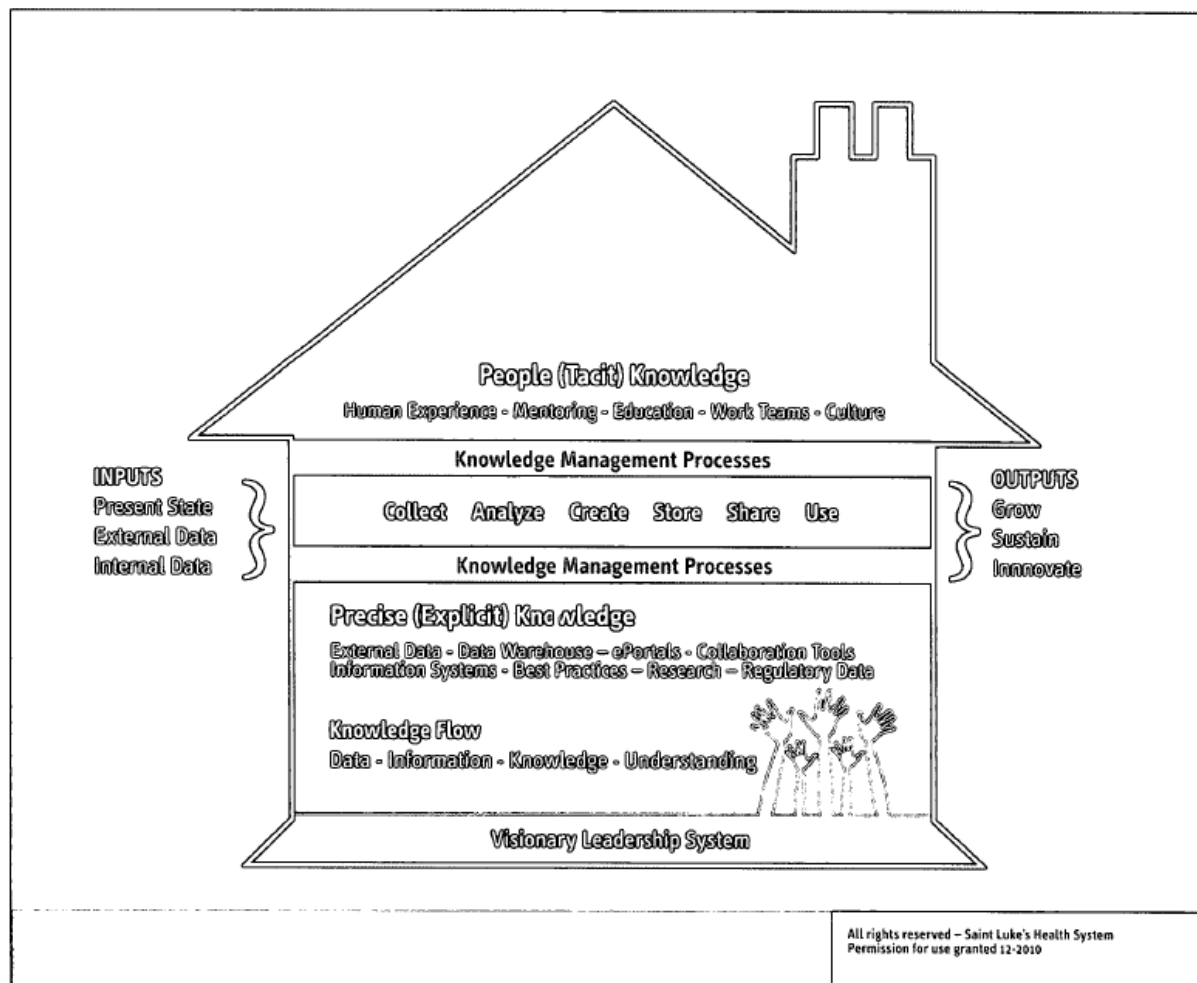 People (Tacit) Knowledge
Human Experience - Mentoring - Education - Work Teams - Culture
Knowledge Management Processes
INPUTS
Present State
External Data
Internal Data
Collect Analyze Create Store Share Use
OUTPUTS
Grow
Sustain
Innnovate
Knowledge Management Processes
Precise (Explicit) Knowledge
External Data - Data Warehouse – ePortals - Collaboration Tools
Information Systems - Best Practices – Research – Regulatory Data
Knowledge Flow
Data - Information - Knowledge - Understanding
Visionary Leadership System
All rights reserved – Saint Luke's Health System
Permission for use granted 12-2010